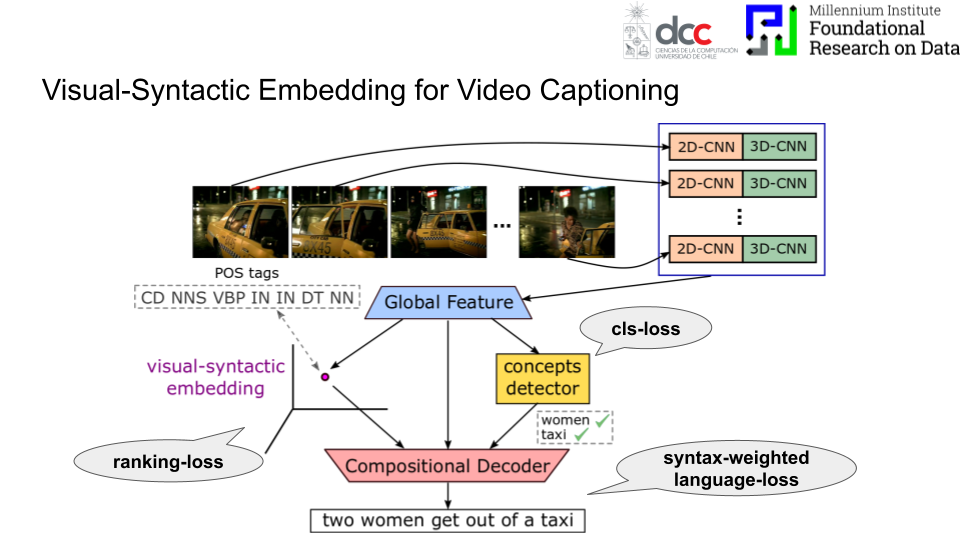 dcc
CIENCIAS DE LA COMPUTACIÓN
UNIVERSIDAD DE CHILE
Millennium Institute
Foundational
Research on Data
Visual-Syntactic Embedding for Video Captioning
2D-CNN 3D-CNN
2D-CNN 3D-CNN
...
2D-CNN 3D-CNN
...
POS tags
CD NNS VBP IN IN DT NN
Global Feature
cls-loss
visual-syntactic
embedding
concepts
detector
women ✓
taxi ✓
ranking-loss
Compositional Decoder
syntax-weighted
language-loss
two women get out of a taxi